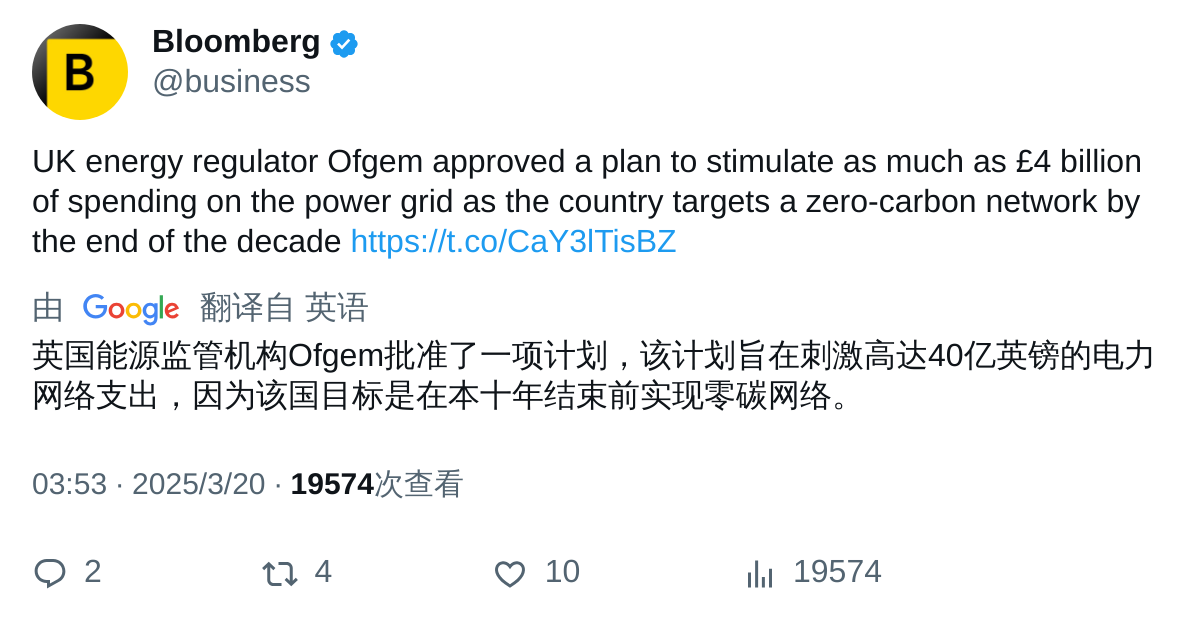 B
Bloomberg
@business
UK energy regulator Ofgem approved a plan to stimulate as much as £4 billion
of spending on the power grid as the country targets a zero-carbon network by
the end of the decade https://t.co/CaY3lTisBZ
由 Google 翻译自 英语
英国能源监管机构Ofgem批准了一项计划，该计划旨在刺激高达40亿英镑的电力
网络支出，因为该国目标是在本十年结束前实现零碳网络。
03:53 · 2025/3/20 · 19574次查看
2 4 10 19574